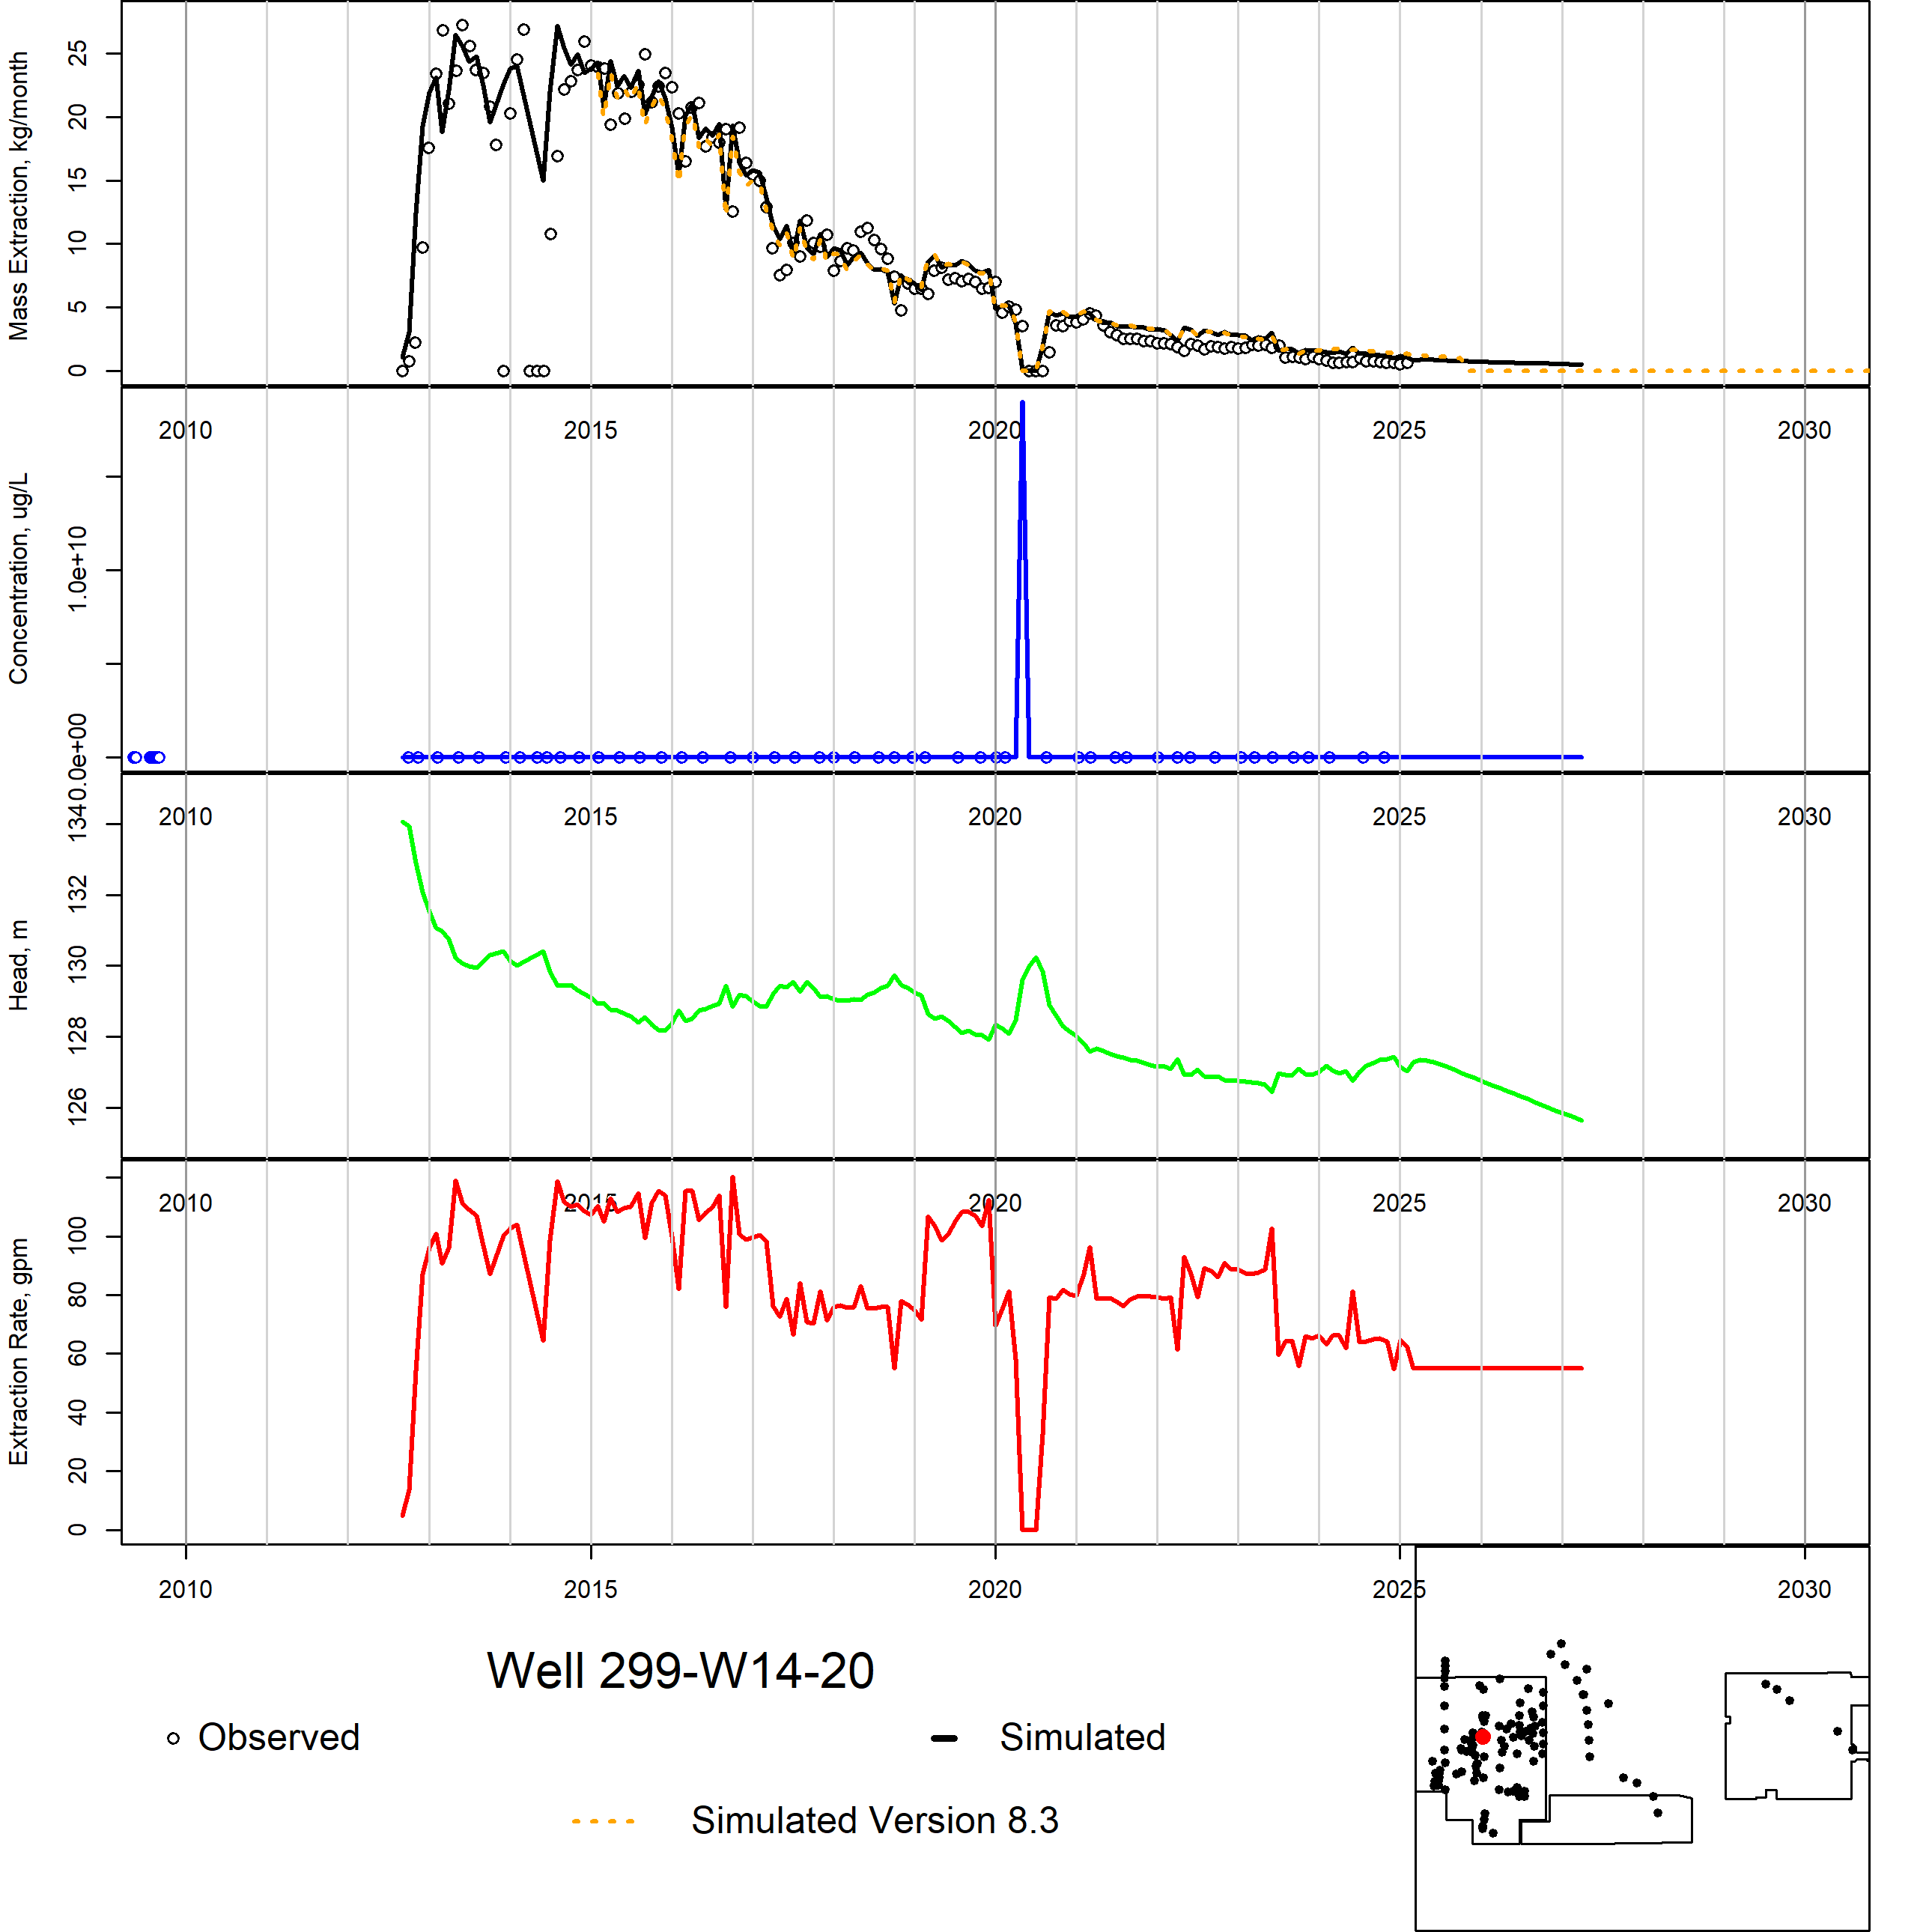 Mass Extraction, kg/month
25
20
15
10
5
0
2010 2015 2020 2025 2030
Concentration, ug/L
1.0e+10
0.0e+00
2010 2015 2020 2025 2030
Head, m
134
132
130
128
126
2010 2015 2020 2025 2030
Extraction Rate, gpm
100
80
60
40
20
0
2010 2015 2020 2025 2030
Well 299-W14-20
Observed
Simulated
Simulated Version 8.3